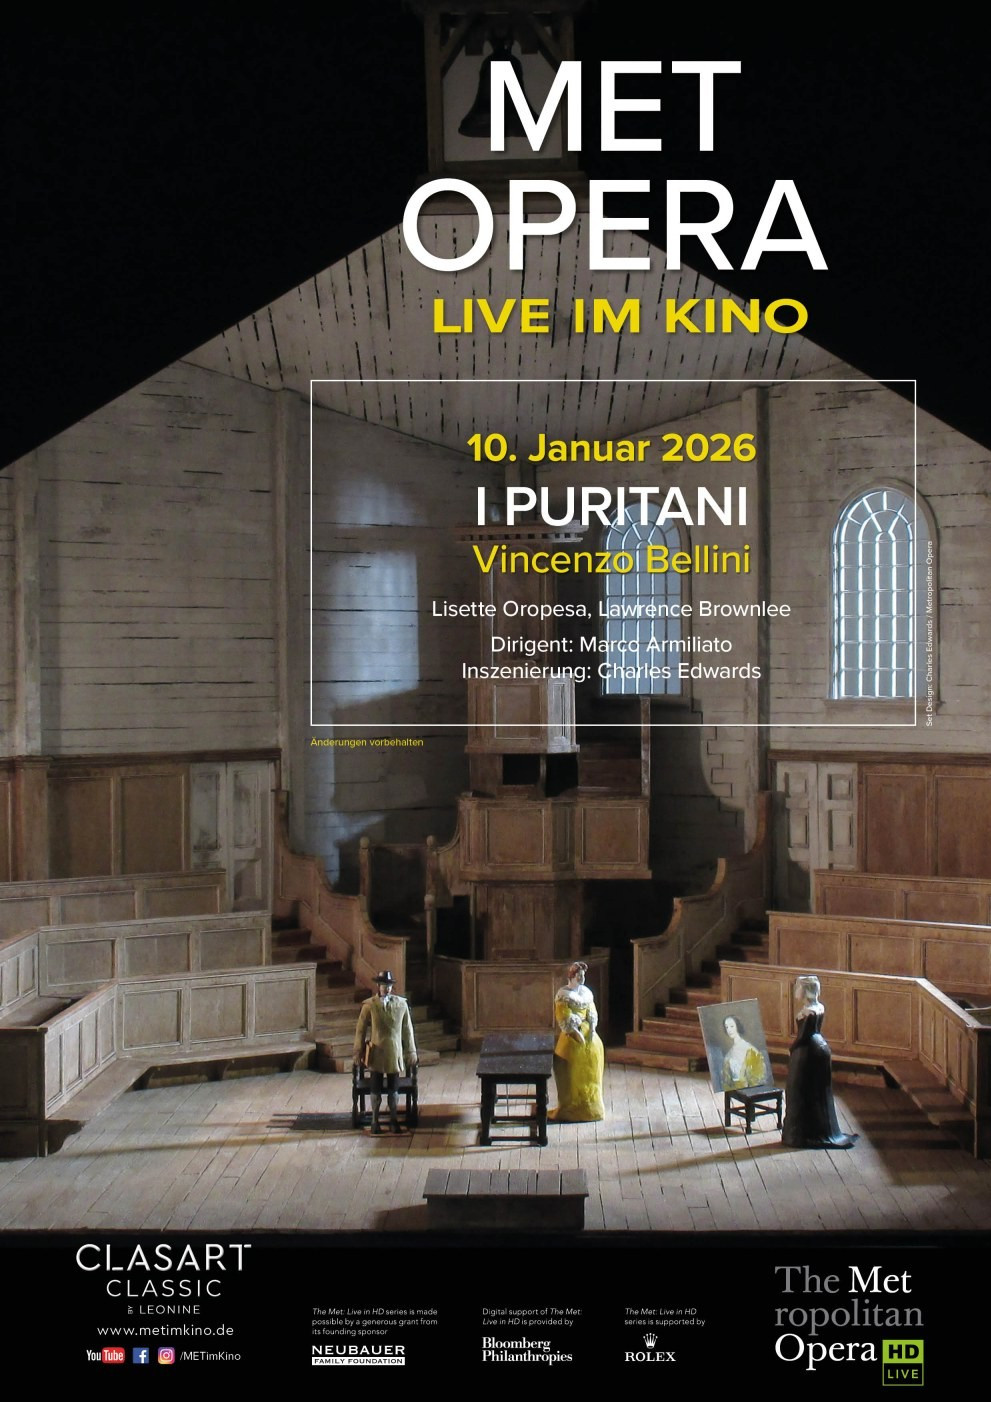 MET
OPERA
LIVE IM KINO
10. Januar 2026
I PURITANI
Vincenzo Bellini
Lisette Oropesa, Lawrence Brownlee
Dirigent: Marco Armiliato
Inszenierung: Charles Edwards
Set Design: Charles Edwards / Metropolitan Opera
Änderungen vorbehalten
CLASART
CLASSIC
BY LEONINE
www.metimkino.de
YouTube /METimKino
The Met: Live in HD series is made
possible by a generous grant from
its founding sponsor
NEUBAUER
FAMILY FOUNDATION
Digital support of The Met:
Live in HD is provided by
Bloomberg
Philanthropies
The Met: Live in HD
series is supported by
ROLEX
The Met
ropolitan
Opera HD
LIVE